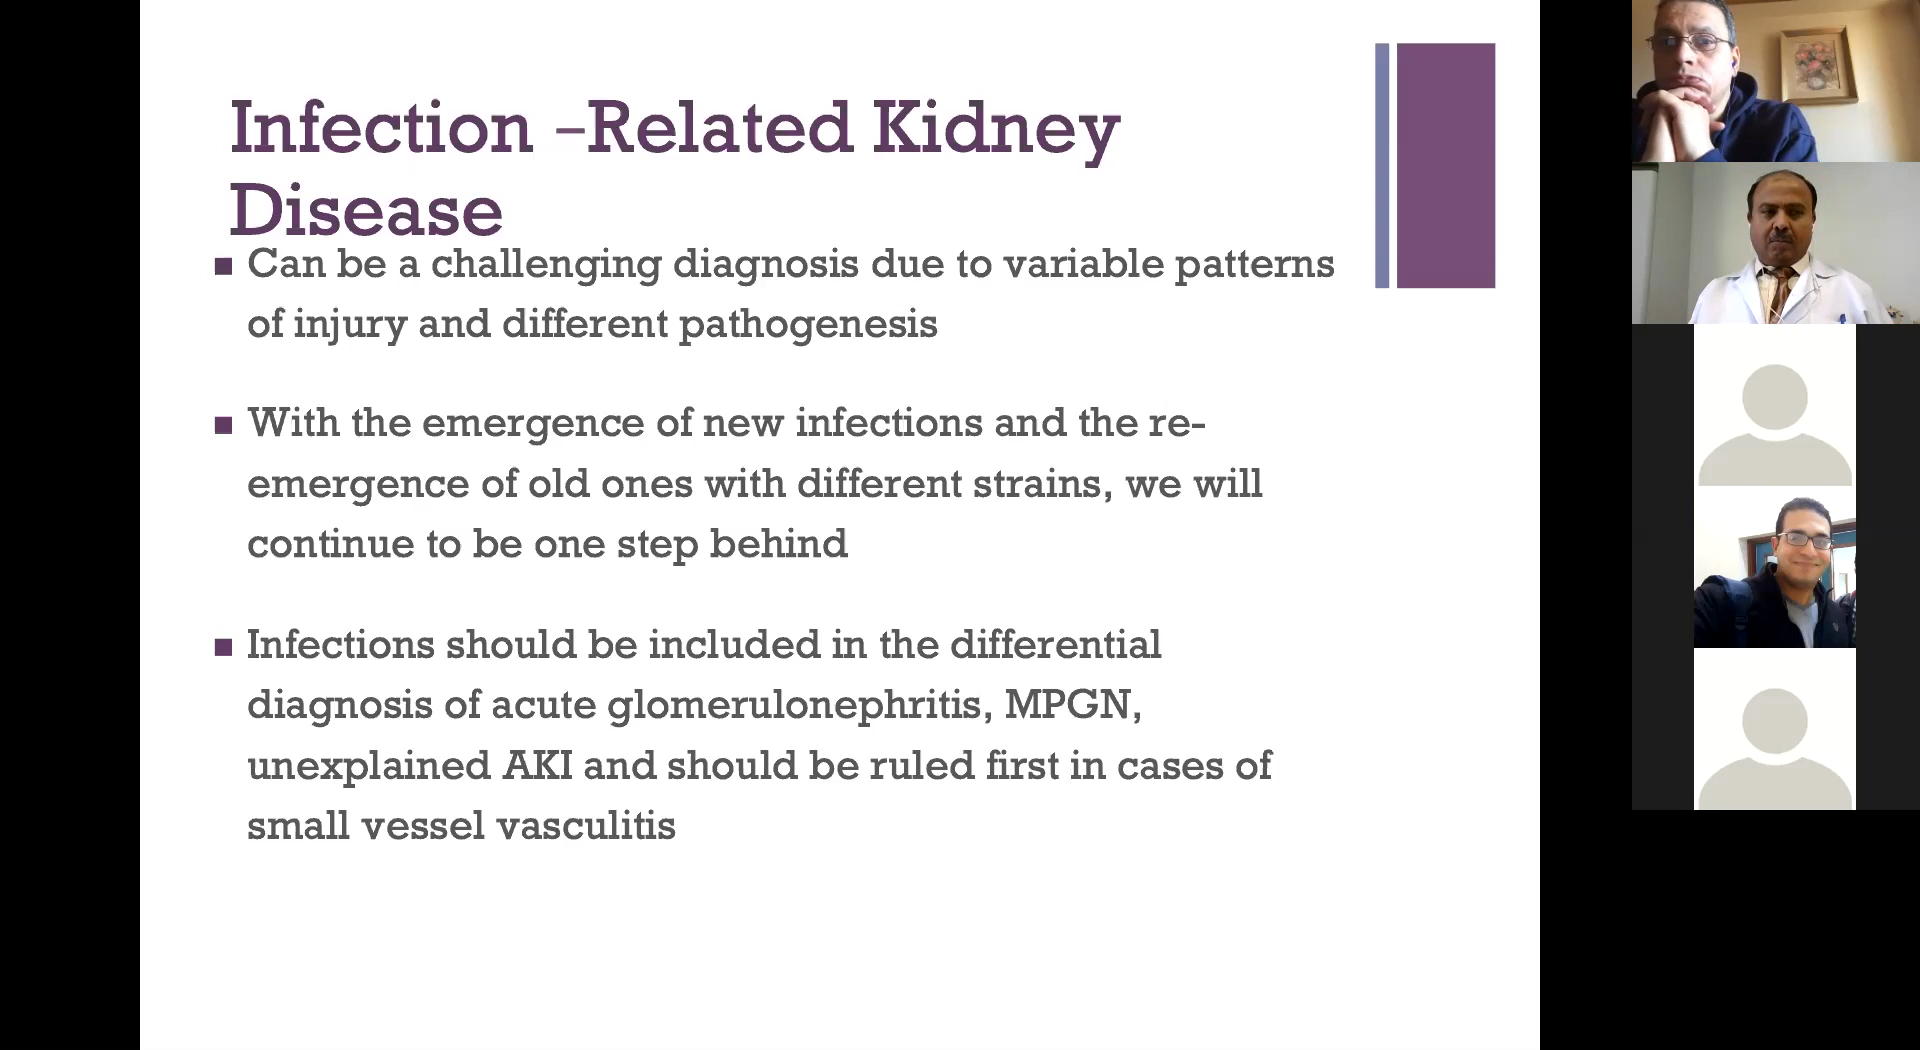 Infection –Related Kidney
Disease
Can be a challenging diagnosis due to variable patterns
of injury and different pathogenesis
With the emergence of new infections and the re-
emergence of old ones with different strains, we will
continue to be one step behind
Infections should be included in the differential
diagnosis of acute glomerulonephritis, MPGN,
unexplained AKI and should be ruled first in cases of
small vessel vasculitis